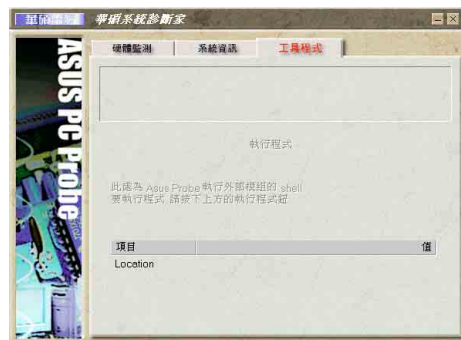 華碩 華碩系統診斷家
ASUS PC Probe
硬體監測 系統資訊 工具程式
執行程式
此處為 Asus Probe 執行外部模組的 shell
要執行程式 請按下上方的執行程式鈕
項目 值
Location